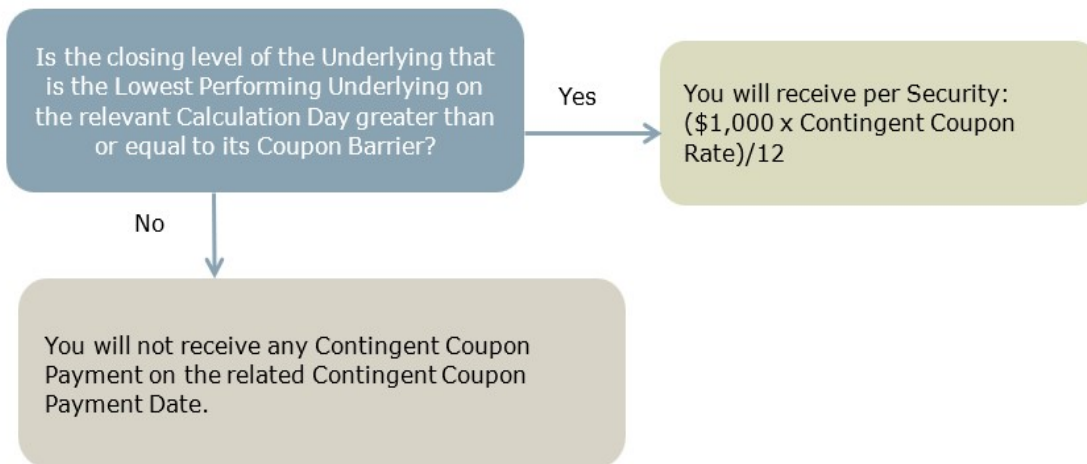 Is the closing level of the Underlying that
is the Lowest Performing Underlying on
the relevant Calculation Day greater than
or equal to its Coupon Barrier?
Yes
You will receive per Security:
($1,000 x Contingent Coupon
Rate)/12
No
You will not receive any Contingent Coupon
Payment on the related Contingent Coupon
Payment Date.